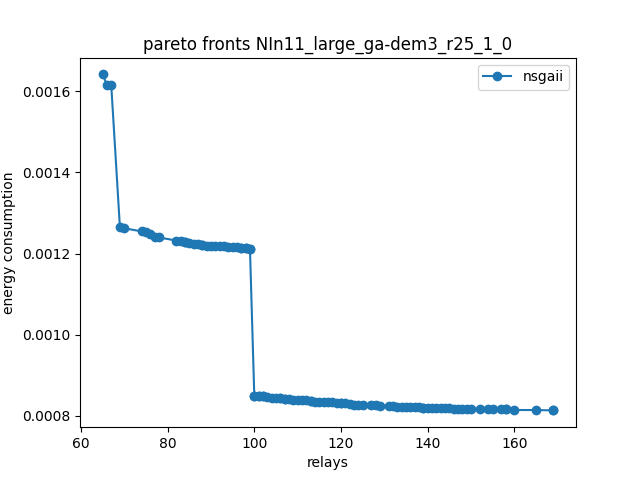 pareto fronts NIn11_large_ga-dem3_r25_1_0
nsgaii
0.0016
0.0014
0.0012
0.0010
0.0008
energy consumption
60 80 100 120 140 160
relays